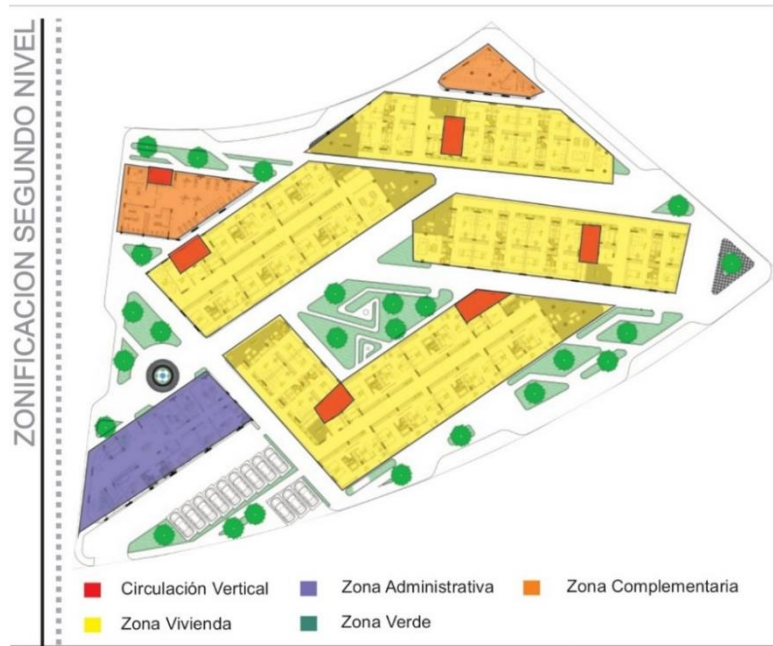 ZONIFICACION SEGUNDO NIVEL
Circulación Vertical
Zona Administrativa
Zona Complementaria
Zona Vivienda
Zona Verde